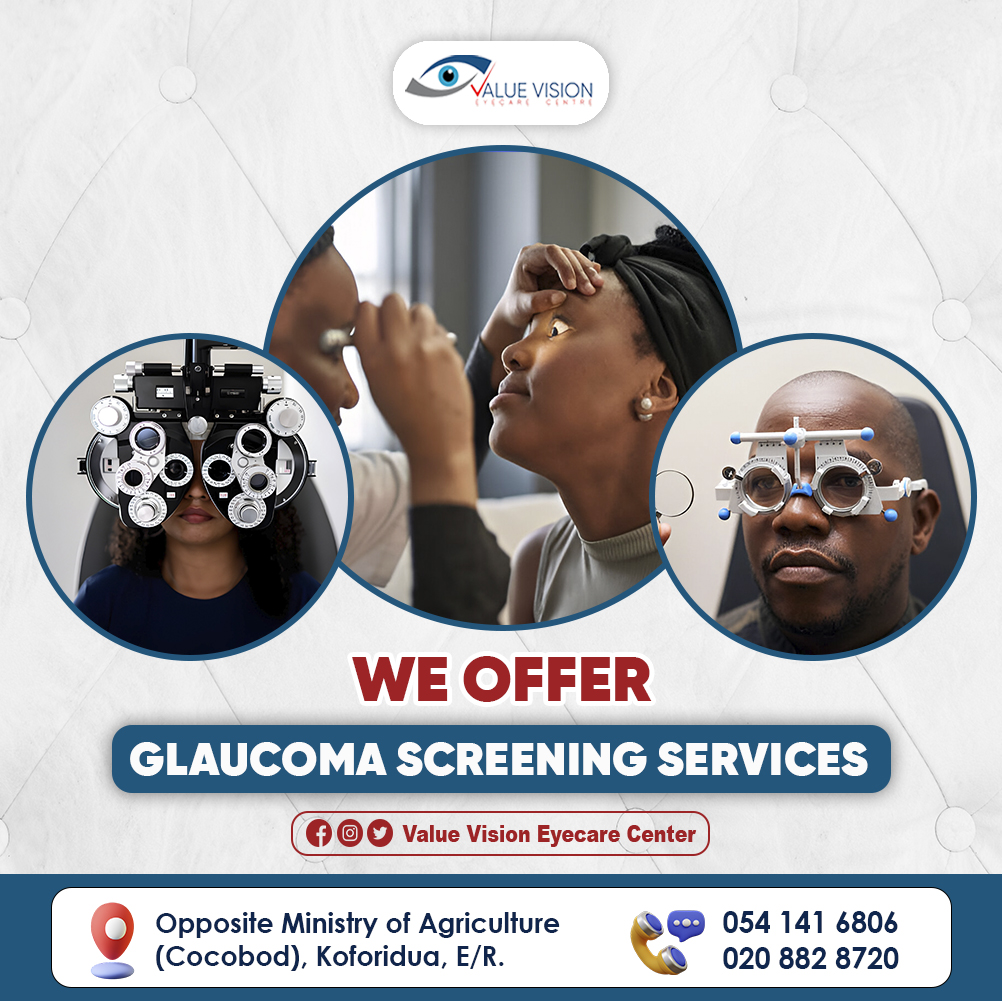 VALUE VISION
EYECARE CENTRE
WE OFFER
GLAUCOMA SCREENING SERVICES
Value Vision Eyecare Center
Opposite Ministry of Agriculture
(Cocobod), Koforidua, E/R.
054 141 6806
020 882 8720